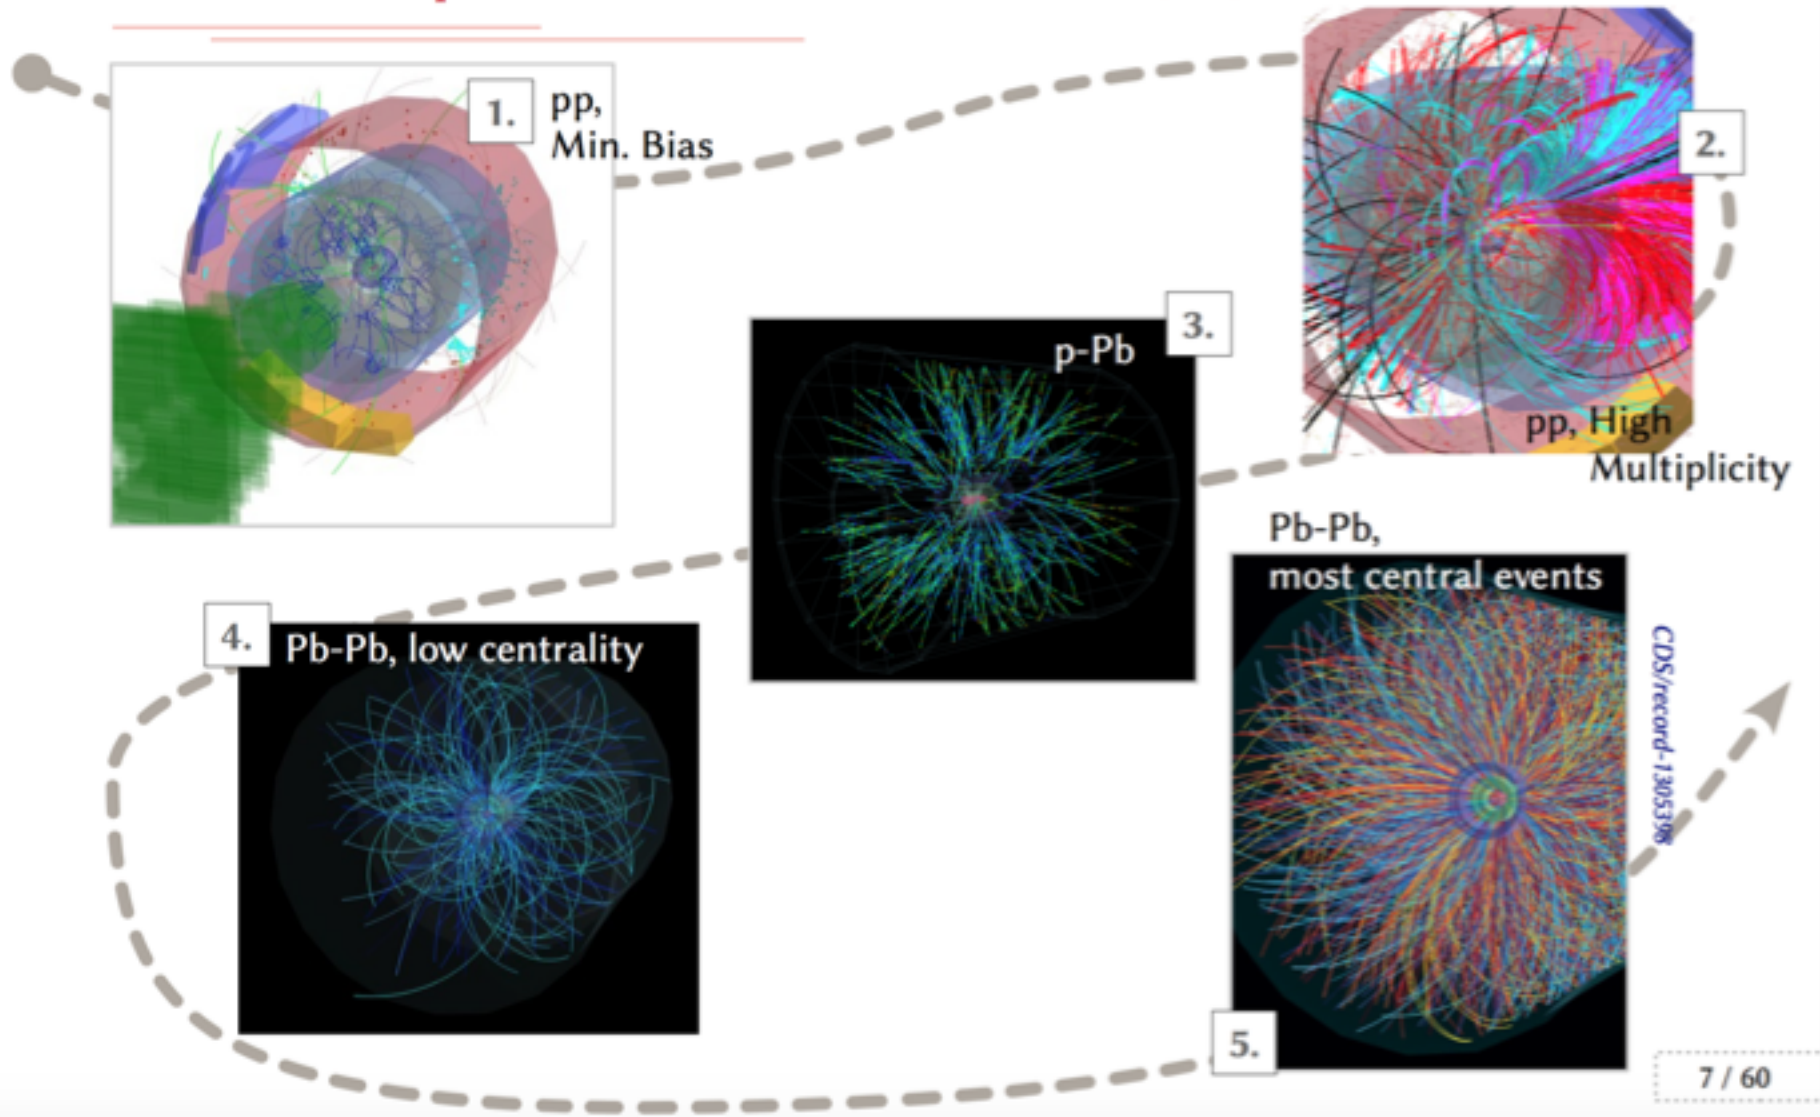 1.
pp,
Min. Bias
2.
pp, High
Multiplicity
3.
p-Pb
4.
Pb-Pb, low centrality
Pb-Pb,
most central events
5.
CDS/record-1305398
7 / 60